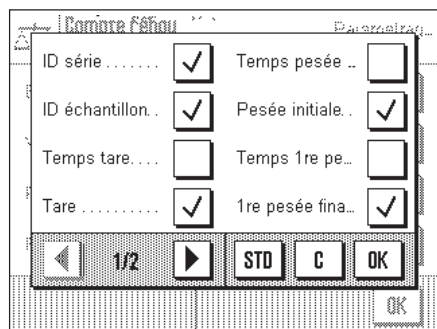 ID série .......
Temps pesée ..
ID échantillon..
Pesée initiale. .
Temps tare....
Temps 1re pe...
Tare ..........
1re pesée fina...
1/2
STD
C
OK
OK